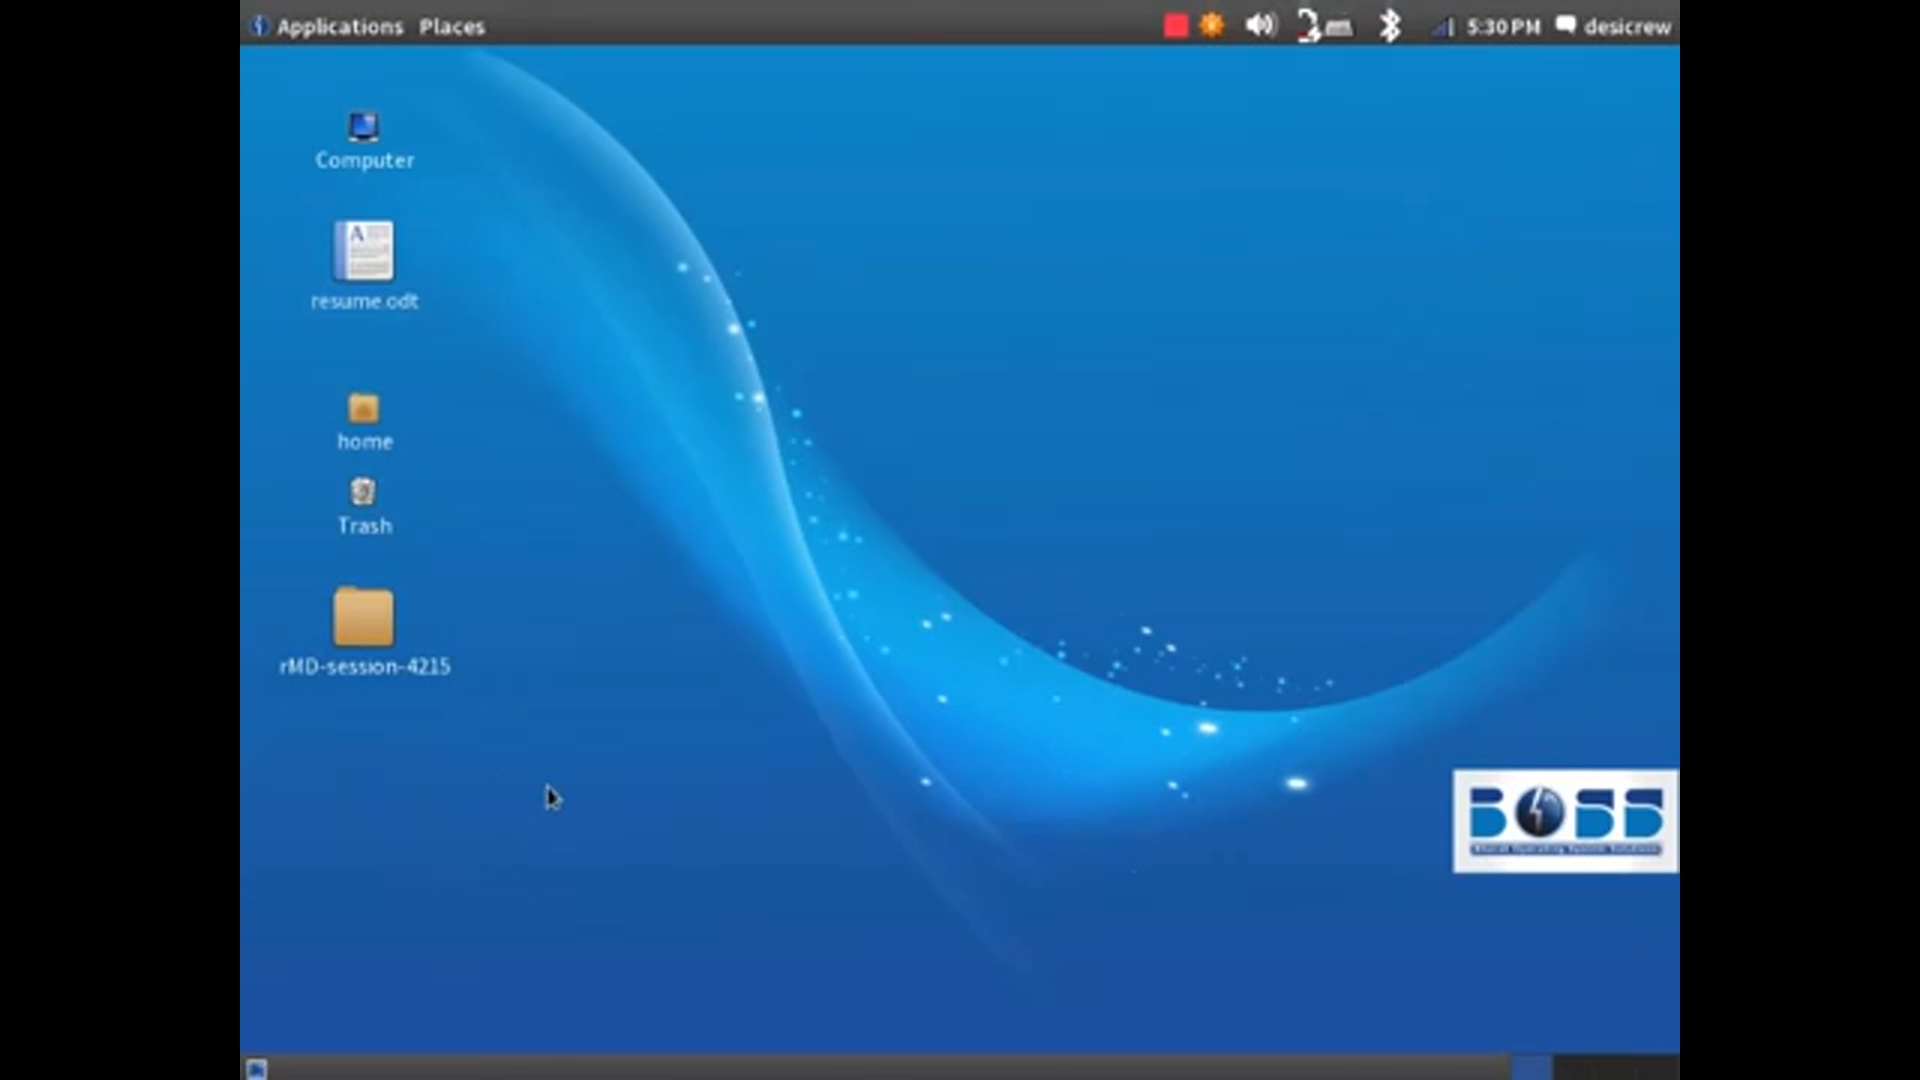 Applications Places 5:30 PM desicrew
Computer
resume.odt
home
Trash
rMD-session-4215
BOSS